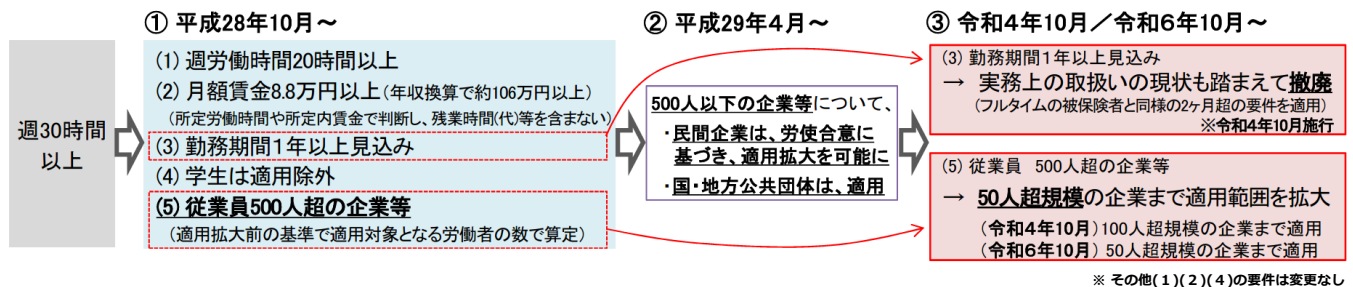 週30時間
以上
① 平成28年10月～
(1) 週労働時間20時間以上
(2) 月額賃金8.8万円以上(年収換算で約106万円以上)
(所定労働時間や所定内賃金で判断し、残業時間(代)等を含まない)
(3) 勤務期間1年以上見込み
(4) 学生は適用除外
(5) 従業員500人超の企業等
(適用拡大前の基準で適用対象となる労働者の数で算定)
② 平成29年4月～
500人以下の企業等について、
・民間企業は、労使合意に
基づき、適用拡大を可能に
・国・地方公共団体は、適用
③ 令和4年10月／令和6年10月～
(3) 勤務期間1年以上見込み
→ 実務上の取扱いの現状も踏まえて撤廃
(フルタイムの被保険者と同様の2ヶ月超の要件を適用)
※令和4年10月施行
(5) 従業員 500人超の企業等
→ 50人超規模の企業まで適用範囲を拡大
(令和4年10月) 100人超規模の企業まで適用
(令和6年10月) 50人超規模の企業まで適用
※ その他(1)(2)(4)の要件は変更なし